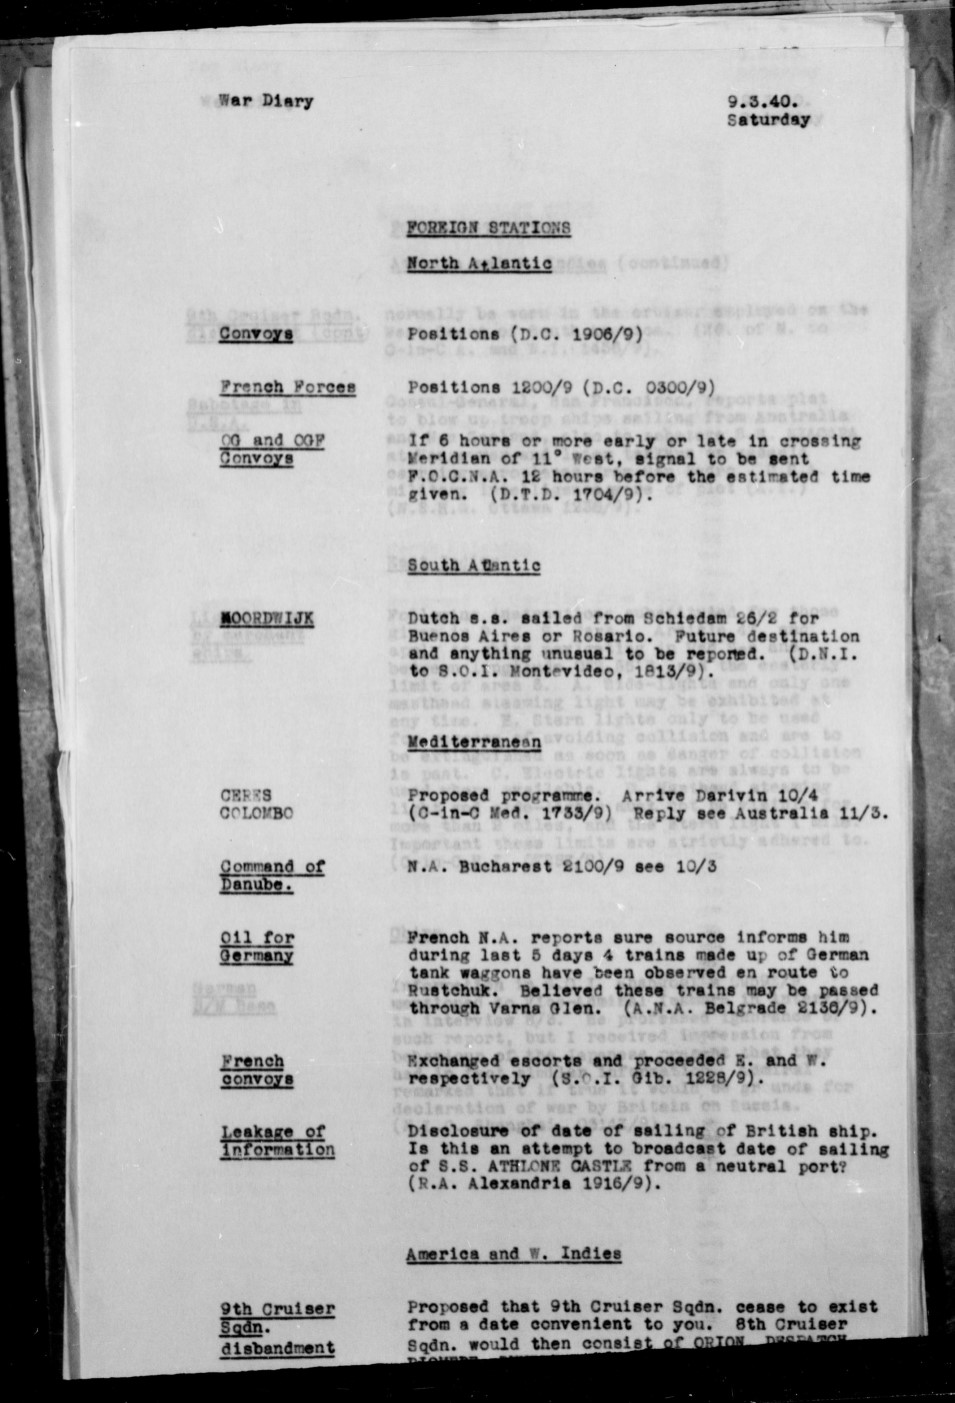 War Diary
9.3.40.
Saturday
FOREIGN STATIONS
North Atlantic
Convoys
Positions (D.C. 1906/9)
French Forces
Positions 1200/9 (D.C. 0300/9)
OG and OGF
Convoys
If 6 hours or more early or late in crossing
Meridian of 11° West, signal to be sent
F.O.C.N.A. 12 hours before the estimated time
given. (D.T.D. 1704/9).
South Atlantic
NOORDWIJK
Dutch s.s. sailed from Schiedam 26/2 for
Buenos Aires or Rosario. Future destination
and anything unusual to be reported. (D.N.I.
to S.O.I. Montevideo, 1813/9).
Mediterranean
CERES
COLOMBO
Proposed programme. Arrive Darivin 10/4
(C-in-C Med. 1733/9) Reply see Australia 11/3.
Command of
Danube.
N.A. Bucharest 2100/9 see 10/3
Oil for
Germany
French N.A. reports sure source informs him
during last 5 days 4 trains made up of German
tank waggons have been observed en route to
Rustchuk. Believed these trains may be passed
through Varna Glen. (A.N.A. Belgrade 2136/9).
French
convoys
Exchanged escorts and proceeded E. and W.
respectively (S.O.I. Gib. 1228/9).
Leakage of
information
Disclosure of date of sailing of British ship.
Is this an attempt to broadcast date of sailing
of S.S. ATHLONE CASTLE from a neutral port?
(R.A. Alexandria 1916/9).
America and W. Indies
9th Cruiser
Sqdn.
disbandment
Proposed that 9th Cruiser Sqdn. cease to exist
from a date convenient to you. 8th Cruiser
Sqdn. would then consist of ORION, DESPATCH